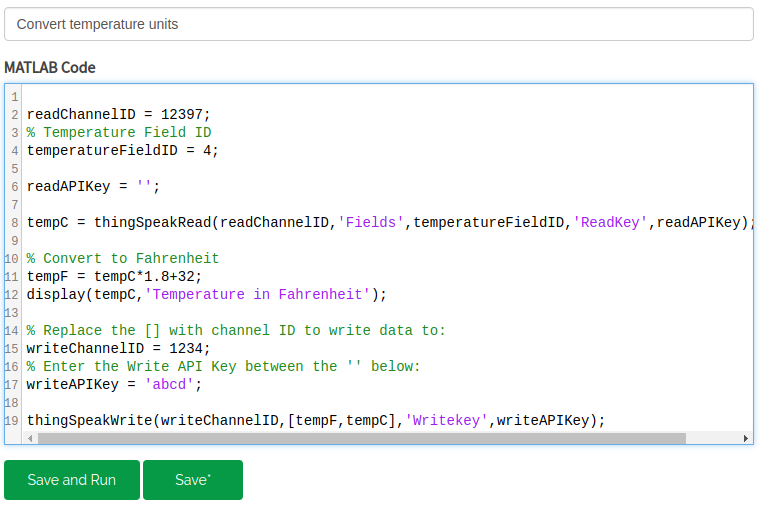 Convert temperature units
MATLAB Code
1
2 readChannelID = 12397;
3 % Temperature Field ID
4 temperatureFieldID = 4;
5
6 readAPIKey = '';
7
8 tempC = thingSpeakRead(readChannelID,'Fields',temperatureFieldID,'ReadKey',readAPIKey);
9
10 % Convert to Fahrenheit
11 tempF = tempC*1.8+32;
12 display(tempC,'Temperature in Fahrenheit');
13
14 % Replace the [] with channel ID to write data to:
15 writeChannelID = 1234;
16 % Enter the Write API Key between the '' below:
17 writeAPIKey = 'abcd';
18
19 thingSpeakWrite(writeChannelID,[tempF,tempC],'Writekey',writeAPIKey);
Save and Run Save*